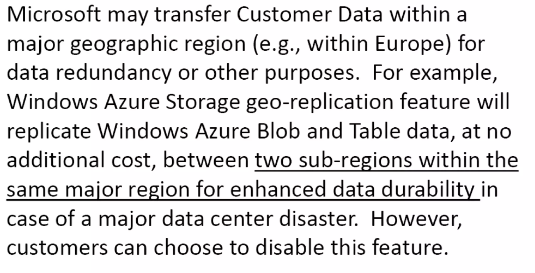 Microsoft may transfer Customer Data within a
major geographic region (e.g., within Europe) for
data redundancy or other purposes.  For example,
Windows Azure Storage geo-replication feature will
replicate Windows Azure Blob and Table data, at no
additional cost, between two sub-regions within the
same major region for enhanced data durability in
case of a major data center disaster.  However,
customers can choose to disable this feature.